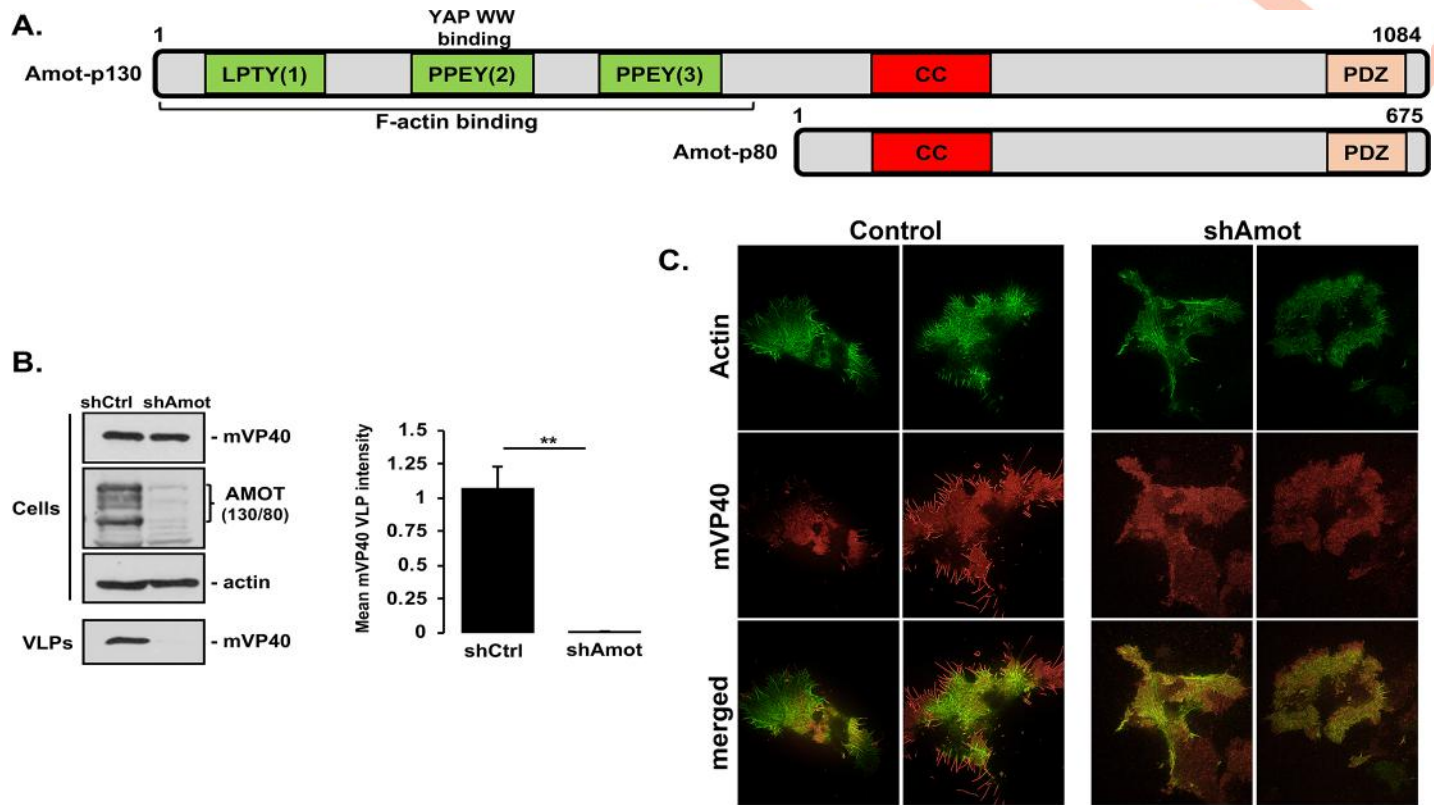 A.
YAP WW
binding
1
1084
Amot-p130
LPTY(1)
PPEY(2)
PPEY(3)
CC
PDZ
F-actin binding
1
675
Amot-p80
CC
PDZ
B.
shCtrl shAmot
Cells
- mVP40
AMOT
(130/80)
- actin
VLPs
- mVP40
Mean mVP40 VLP intensity
1.5
1.25
1
0.75
0.5
0.25
0
**
shCtrl
shAmot
C.
Control
shAmot
Actin
mVP40
merged